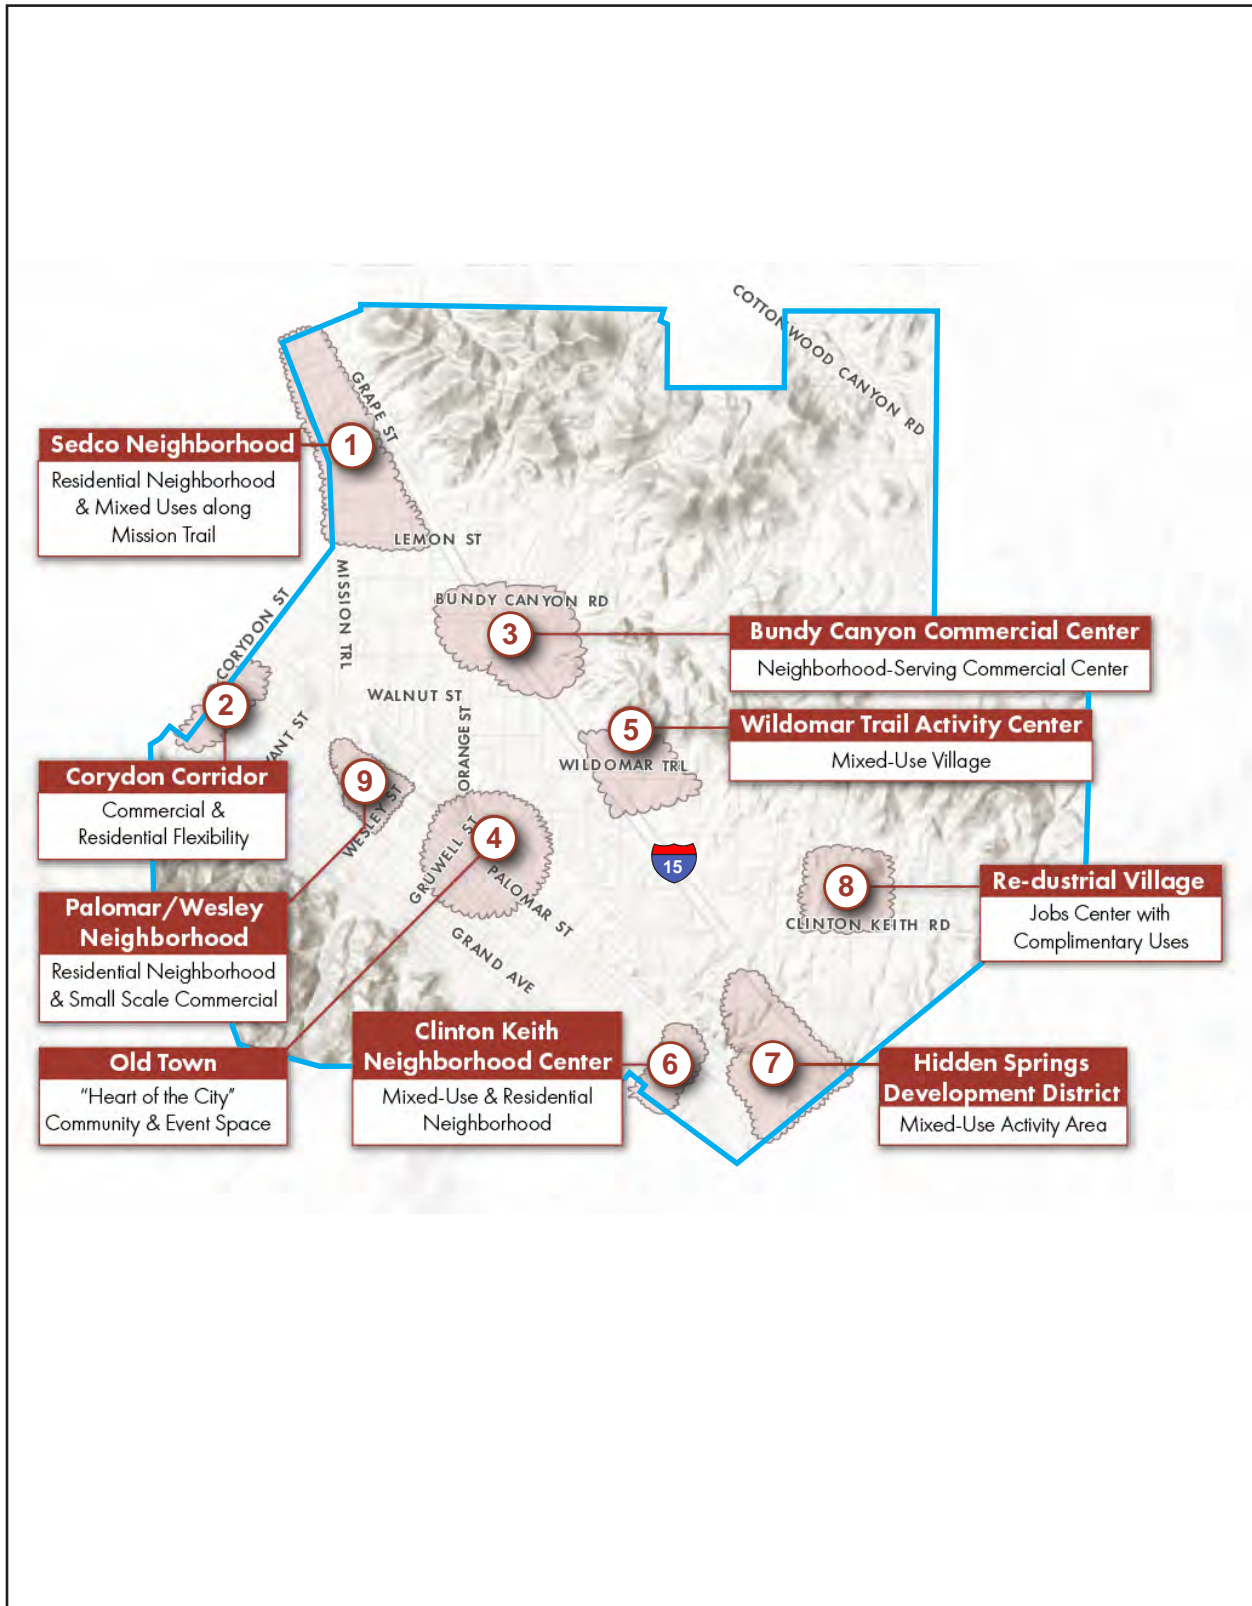 COTTONWOOD CANYON RD
GRAPE ST
1
Sedco Neighborhood
Residential Neighborhood
& Mixed Uses along
Mission Trail
LEMON ST
MISSION TRL
CORYDON ST
BUNDY CANYON RD
3
Bundy Canyon Commercial Center
Neighborhood-Serving Commercial Center
WALNUT ST
2
ORANGE ST
5
Wildomar Trail Activity Center
Mixed-Use Village
WILDOMAR TRL
Corydon Corridor
Commercial &
Residential Flexibility
9
WESLEY ST
GRUWELL ST
4
PALOMAR ST
15
8
Re-dustrial Village
Jobs Center with
Complimentary Uses
CLINTON KEITH RD
Palomar/Wesley
Neighborhood
Residential Neighborhood
& Small Scale Commercial
GRAND AVE
Old Town
"Heart of the City"
Community & Event Space
Clinton Keith
Neighborhood Center
Mixed-Use & Residential
Neighborhood
6
7
Hidden Springs
Development District
Mixed-Use Activity Area